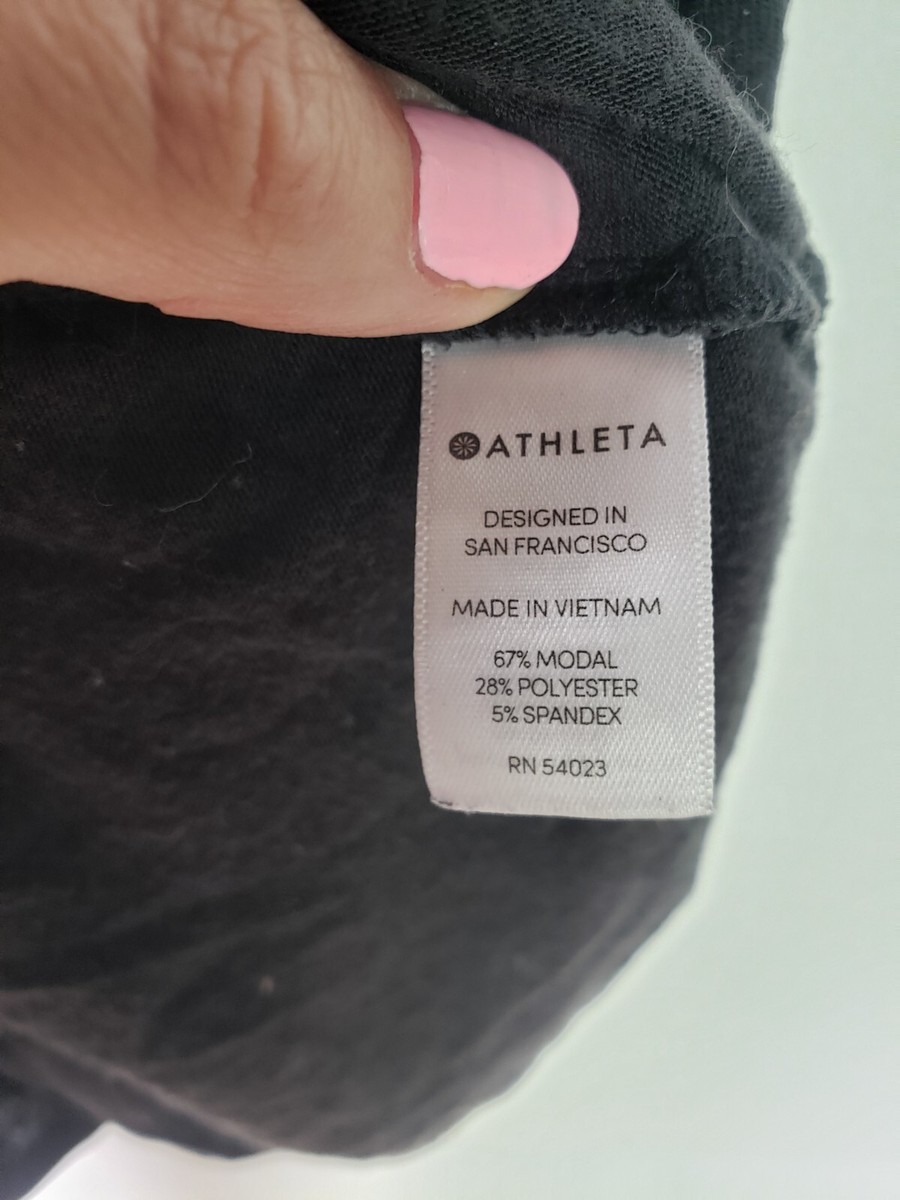 ATHLETA
DESIGNED IN
SAN FRANCISCO
MADE IN VIETNAM
67% MODAL
28% POLYESTER
5% SPANDEX
RN 54023